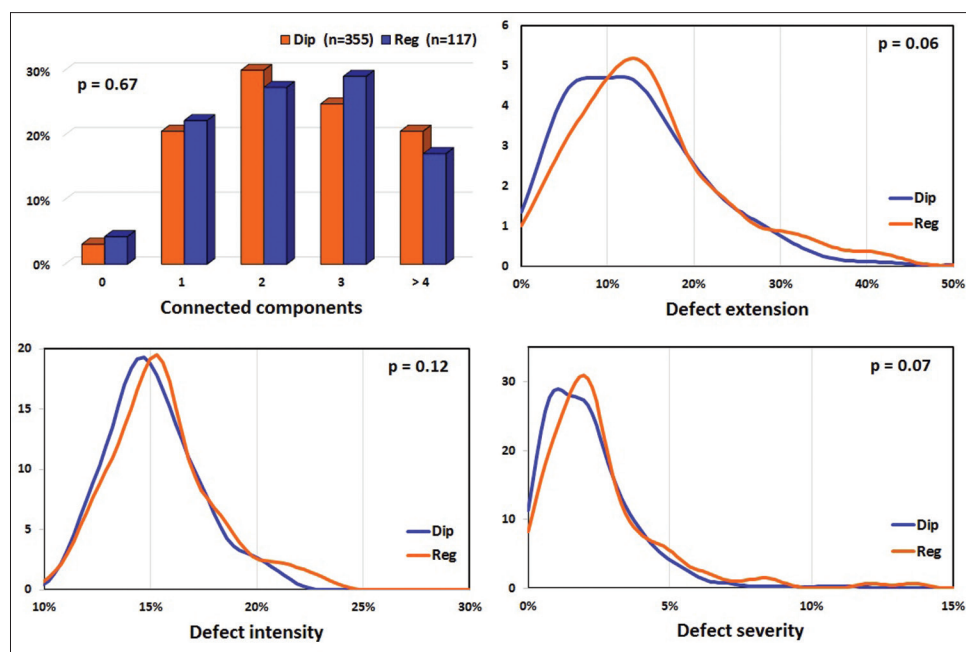 Dip (n=355) Reg (n=117)
p = 0.67
30%
20%
10%
0%
0 1 2 3 > 4
Connected components
6
5
4
3
2
1
0
p = 0.06
Dip
Reg
0% 10% 20% 30% 40% 50%
Defect extension
20
15
10
5
0
p = 0.12
Dip
Reg
10% 15% 20% 25% 30%
Defect intensity
30
20
10
0
p = 0.07
Dip
Reg
0% 5% 10% 15%
Defect severity